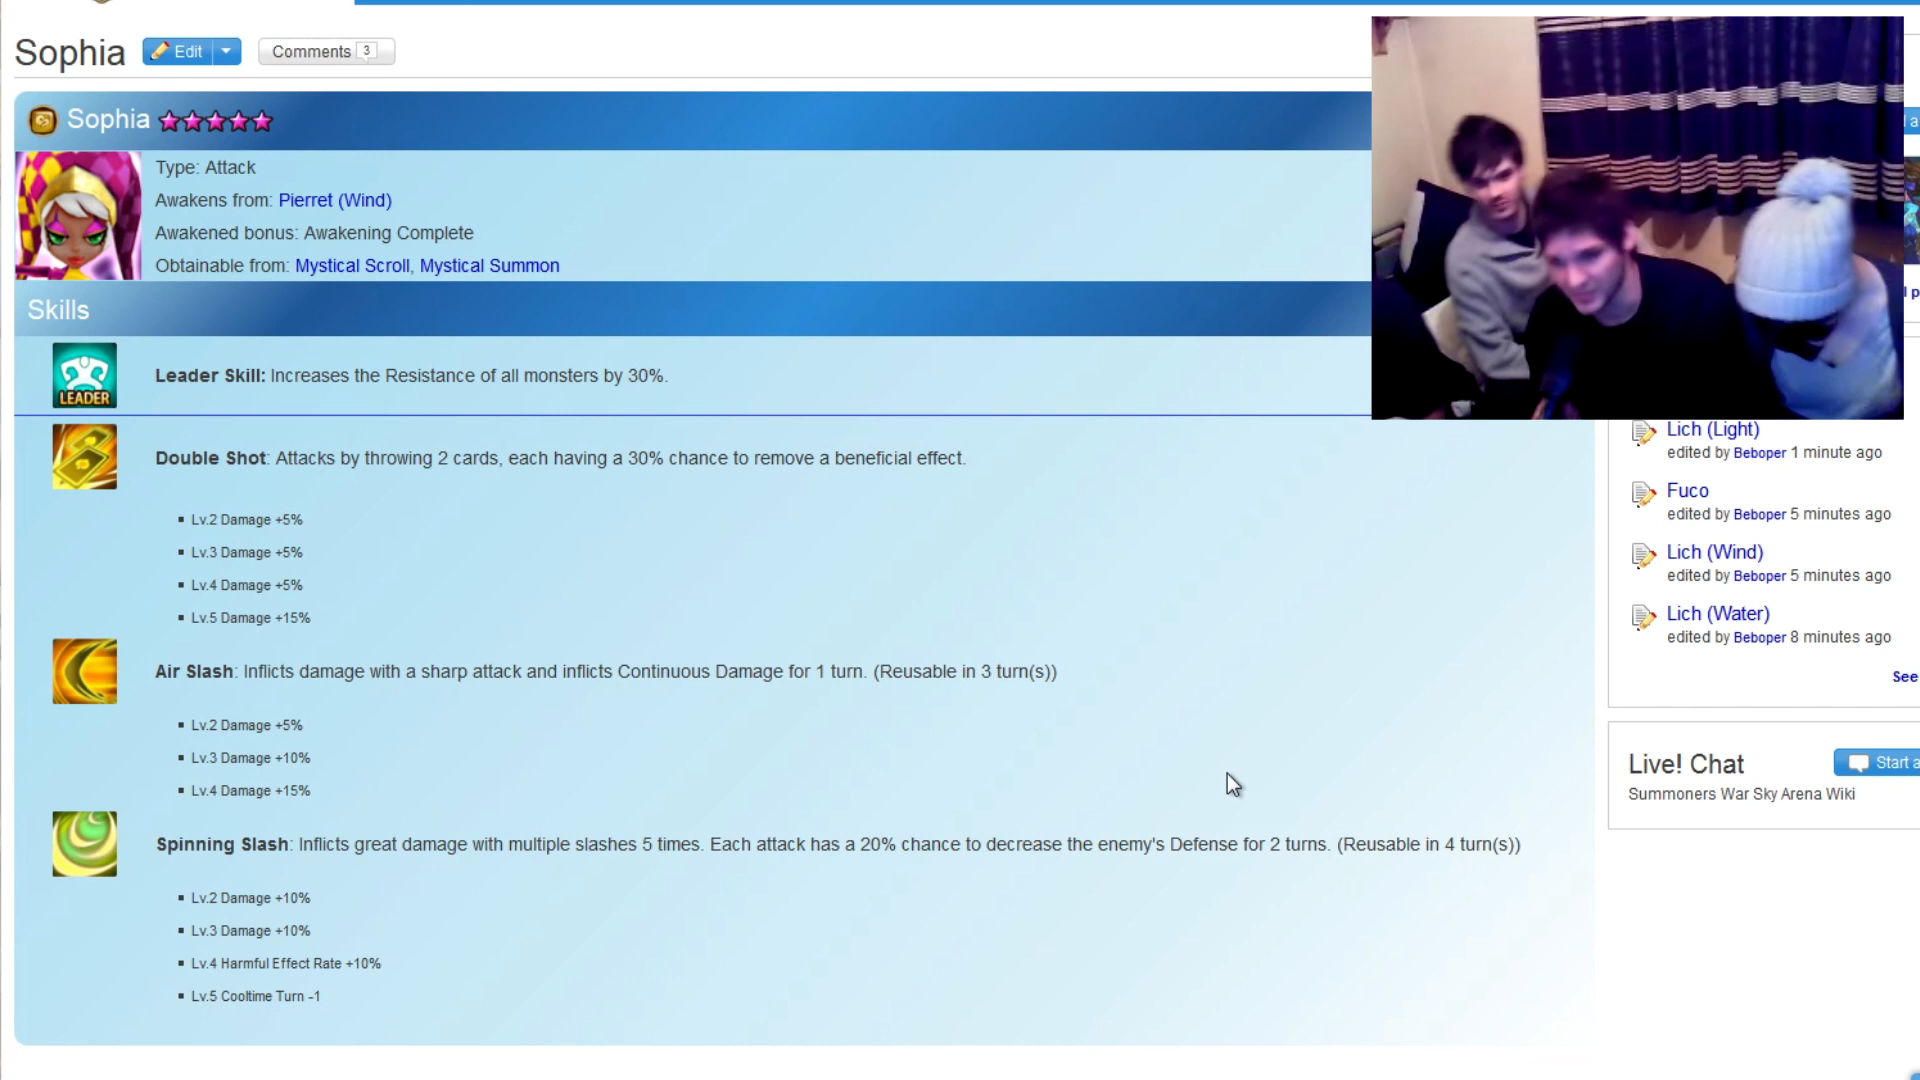 Sophia
Edit
Comments 3
Sophia
Type: Attack
Awakens from: Pierret (Wind)
Awakened bonus: Awakening Complete
Obtainable from: Mystical Scroll, Mystical Summon
Skills
LEADER
Leader Skill: Increases the Resistance of all monsters by 30%.
Double Shot: Attacks by throwing 2 cards, each having a 30% chance to remove a beneficial effect.
Lv.2 Damage +5%
Lv.3 Damage +5%
Lv.4 Damage +5%
Lv.5 Damage +15%
Air Slash: Inflicts damage with a sharp attack and inflicts Continuous Damage for 1 turn. (Reusable in 3 turn(s))
Lv.2 Damage +5%
Lv.3 Damage +10%
Lv.4 Damage +15%
Spinning Slash: Inflicts great damage with multiple slashes 5 times. Each attack has a 20% chance to decrease the enemy's Defense for 2 turns. (Reusable in 4 turn(s))
Lv.2 Damage +10%
Lv.3 Damage +10%
Lv.4 Harmful Effect Rate +10%
Lv.5 Cooltime Turn -1
Lich (Light)
edited by Beboper 1 minute ago
Fuco
edited by Beboper 5 minutes ago
Lich (Wind)
edited by Beboper 5 minutes ago
Lich (Water)
edited by Beboper 8 minutes ago
See
Live! Chat
Start a
Summoners War Sky Arena Wiki